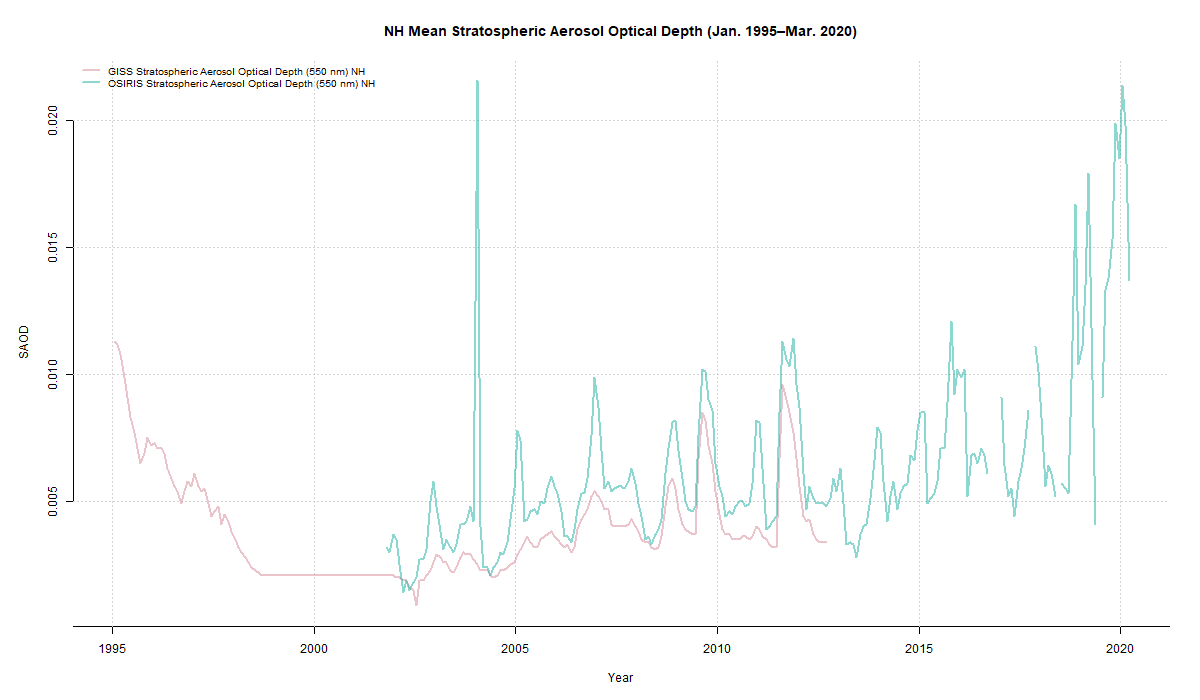 NH Mean Stratospheric Aerosol Optical Depth (Jan. 1995–Mar. 2020)
GISS Stratospheric Aerosol Optical Depth (550 nm) NH
OSIRIS Stratospheric Aerosol Optical Depth (550 nm) NH
0.020
0.015
0.010
0.005
SAOD
1995 2000 2005 2010 2015 2020
Year